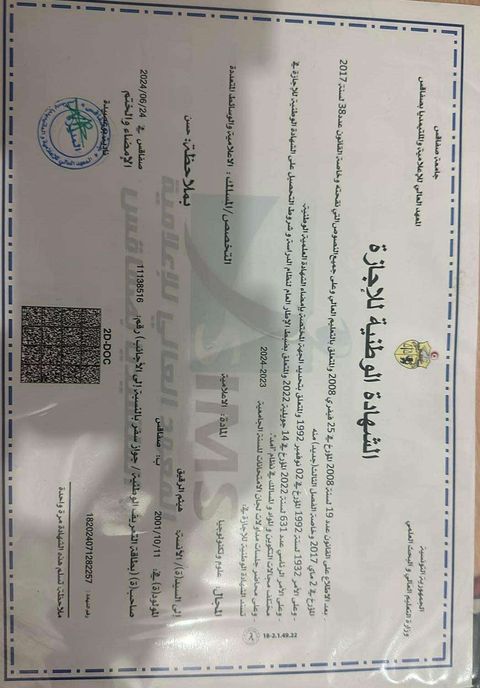 الجمهورية التونسية
وزارة التعليم العالي و البحث العلمي
جامعة صفاقس
المعهد العالي للإعلامية والملتيميديا بصفاقس
الشهادة الوطنية للإجازة
- بعد الاطلاع على القانون عدد 19 لسنة 2008 المؤرخ في 25 فيفري 2008 والمتعلق بالتعليم العالي وعلى جميع النصوص التي نقحته وخاصة القانون عدد 38 لسنة 2017
المؤرخ في 2 ماي 2017 وخاصة الفصل الثالث (جديد) منه
- وعلى الأمر 1932 لسنة 1992 المؤرخ في 02 نوفمبر 1992 والمتعلق بتحديد الجهة المختصة بإمضاء الشهادة العلمية الوطنية.
- وعلى الأمر الرئاسي عدد 631 لسنة 2022 المؤرخ في 14 جويلية 2022 والمتعلق بضبط الإطار العام لنظام الدراسة و شروط التحصيل على الشهادة الوطنية للإجازة في
مختلف مجالات التكوين و المواد و المسالك في نظام "أمد".
- وعلى محاضر جلسات مداولات لجان الامتحانات للسنة الجامعية 2023-2024
تسند الشهادة الوطنية للإجازة في:
المجال: علوم وتكنولوجيا المادة: الاعلامية التخصص/المسلك: الاعلامية والوسائط المتعددة
إلى السيد(ة)/ الأنسة: هيثم الرقيق بملاحظة: حسن
المولود(ة) في: 2001/10/11 ب: صفاقس
صاحب(ة) (بطاقة التعريف الوطنية / جواز سفر بالنسبة إلى الأجانب) رقم: 11138516
صفاقس في 2024/06/24
الإمضاء والختم
2D-DOC
رقم الشهادة: 182024071282257
ملاحظة: تسلم هذه الشهادة مرة واحدة
SIMS
المعهد العالي للإعلامية
بصفاقس